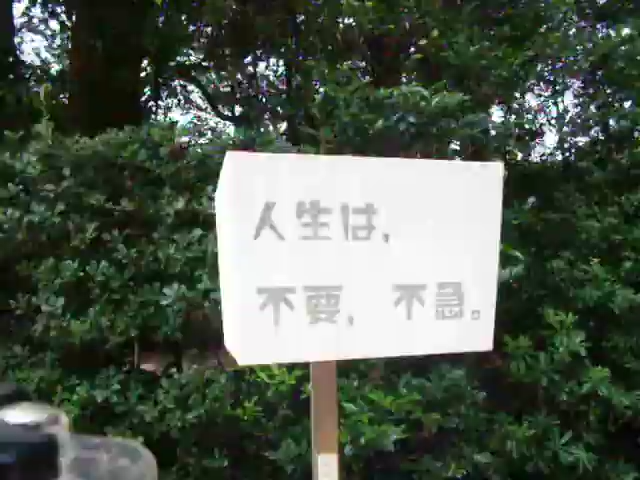 人生は,
不要, 不急。